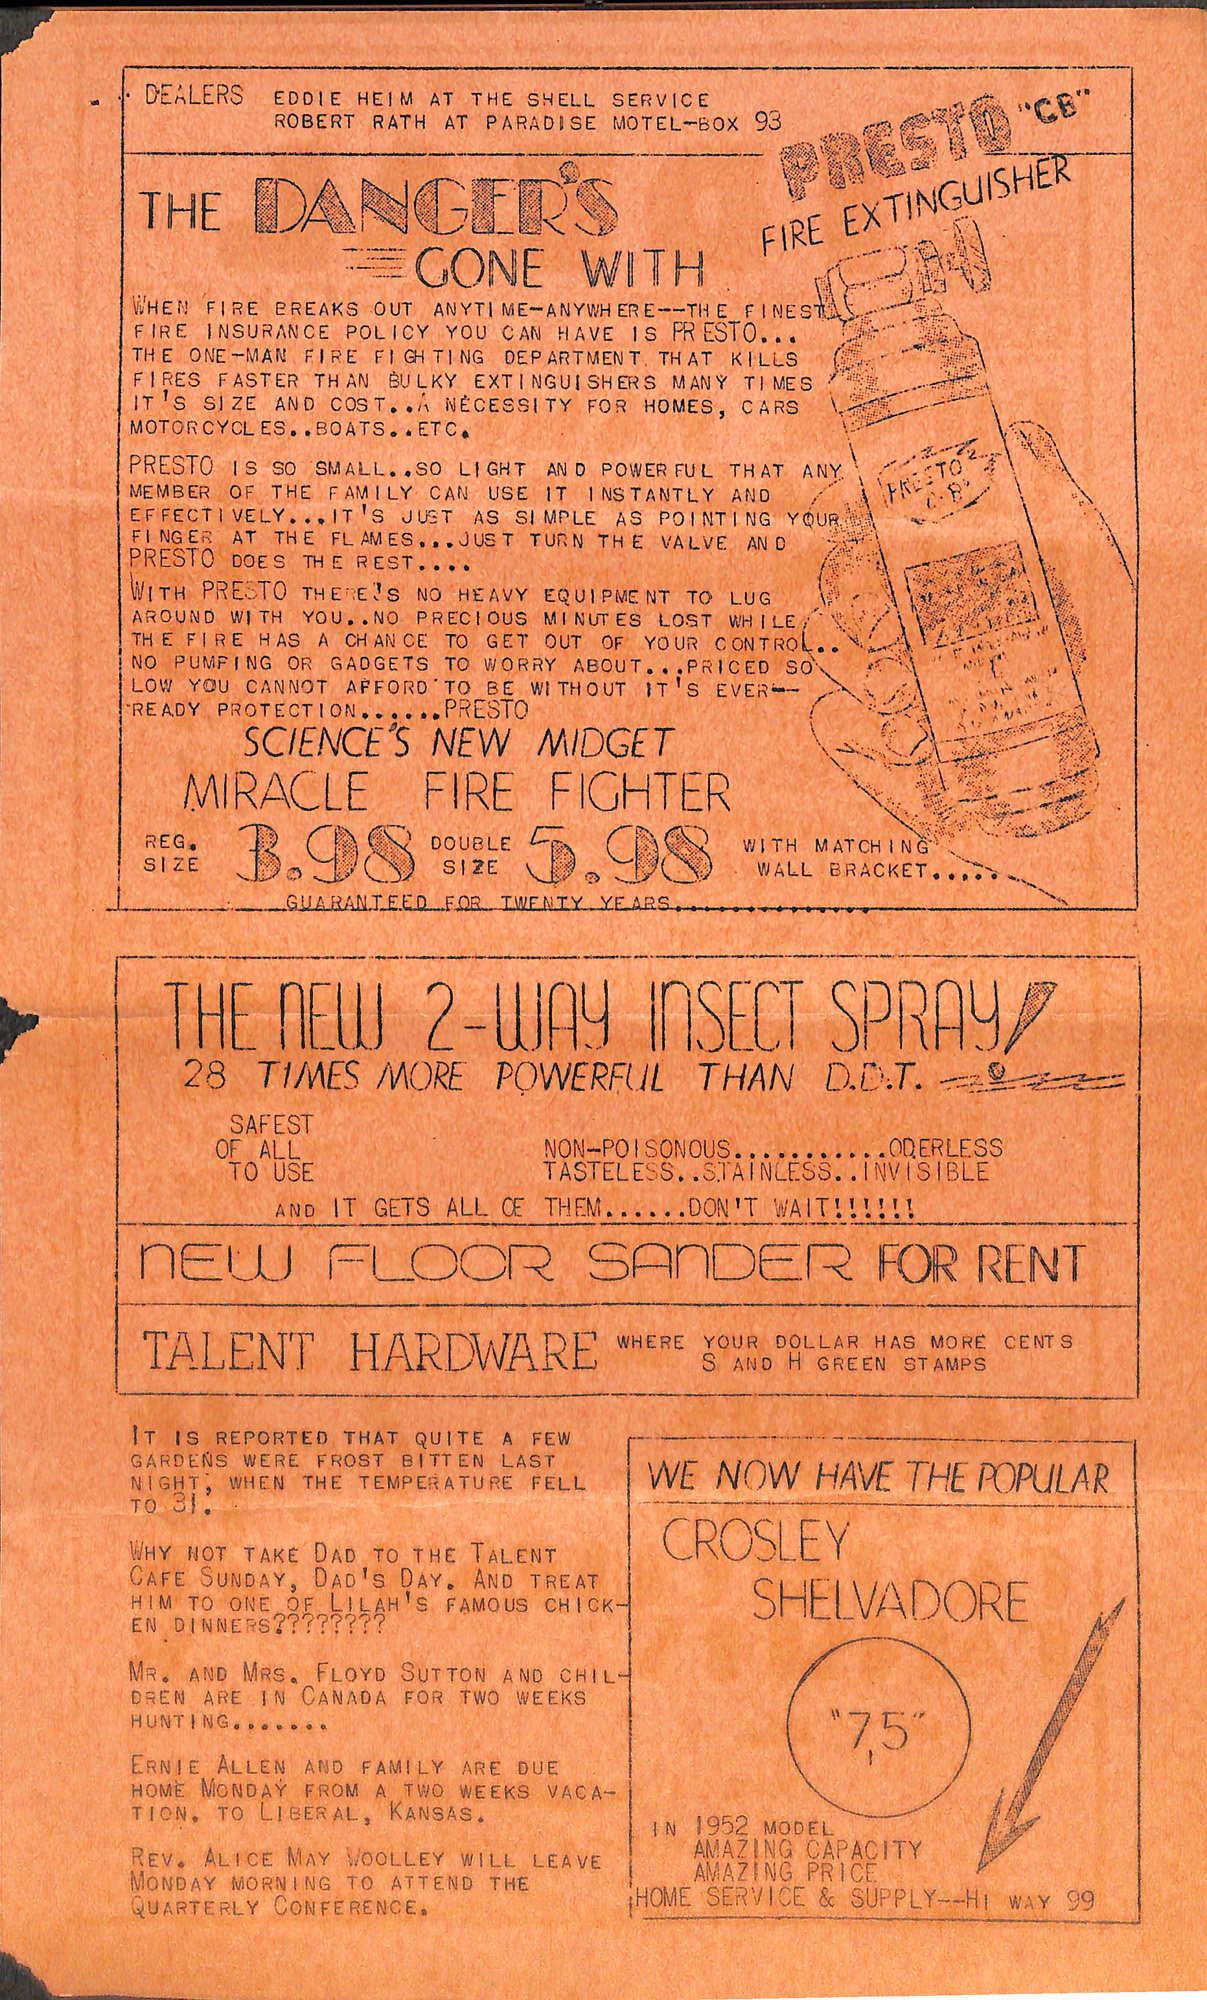 DEALERS EDDIE HEIM AT THE SHELL SERVICE
ROBERT RATH AT PARADISE MOTEL-BOX 93
PRESTO "CB"
FIRE EXTINGUISHER
THE DANGER'S
GONE WITH
WHEN FIRE BREAKS OUT ANYTIME-ANYWHERE--THE FINEST
FIRE INSURANCE POLICY YOU CAN HAVE IS PRESTO...
THE ONE-MAN FIRE FIGHTING DEPARTMENT THAT KILLS
FIRES FASTER THAN BULKY EXTINGUISHERS MANY TIMES
IT'S SIZE AND COST..A NECESSITY FOR HOMES, CARS
MOTORCYCLES..BOATS..ETC.
PRESTO IS SO SMALL..SO LIGHT AND POWERFUL THAT ANY
MEMBER OF THE FAMILY CAN USE IT INSTANTLY AND
EFFECTIVELY...IT'S JUST AS SIMPLE AS POINTING YOUR
FINGER AT THE FLAMES...JUST TURN THE VALVE AND
PRESTO DOES THE REST....
WITH PRESTO THERE'S NO HEAVY EQUIPMENT TO LUG
AROUND WITH YOU..NO PRECIOUS MINUTES LOST WHILE
THE FIRE HAS A CHANCE TO GET OUT OF YOUR CONTROL..
NO PUMPING OR GADGETS TO WORRY ABOUT...PRICED SO
LOW YOU CANNOT AFFORD TO BE WITHOUT IT'S EVER--
READY PROTECTION......PRESTO
PRESTO
C.B.
SCIENCE'S NEW MIDGET
MIRACLE FIRE FIGHTER
REG. SIZE 3.98 DOUBLE SIZE 5.98 WITH MATCHING
WALL BRACKET.....
GUARANTEED FOR TWENTY YEARS..............
THE NEW 2-WAY INSECT SPRAY!
28 TIMES MORE POWERFUL THAN D.D.T.
SAFEST
OF ALL
TO USE
NON-POISONOUS............ODERLESS
TASTELESS..STAINLESS..INVISIBLE
AND IT GETS ALL OF THEM......DON'T WAIT!!!!!!
NEW FLOOR SANDER FOR RENT
TALENT HARDWARE WHERE YOUR DOLLAR HAS MORE CENTS
S AND H GREEN STAMPS
IT IS REPORTED THAT QUITE A FEW
GARDENS WERE FROST BITTEN LAST
NIGHT, WHEN THE TEMPERATURE FELL
TO 31.
WHY NOT TAKE DAD TO THE TALENT
CAFE SUNDAY, DAD'S DAY. AND TREAT
HIM TO ONE OF LILAH'S FAMOUS CHICK-
EN DINNERS????????
MR. AND MRS. FLOYD SUTTON AND CHIL-
DREN ARE IN CANADA FOR TWO WEEKS
HUNTING.......
ERNIE ALLEN AND FAMILY ARE DUE
HOME MONDAY FROM A TWO WEEKS VACA-
TION. TO LIBERAL, KANSAS.
REV. ALICE MAY WOOLLEY WILL LEAVE
MONDAY MORNING TO ATTEND THE
QUARTERLY CONFERENCE.
WE NOW HAVE THE POPULAR
CROSLEY
SHELVADORE
"7,5"
IN 1952 MODEL
AMAZING CAPACITY
AMAZING PRICE
HOME SERVICE & SUPPLY--HI WAY 99